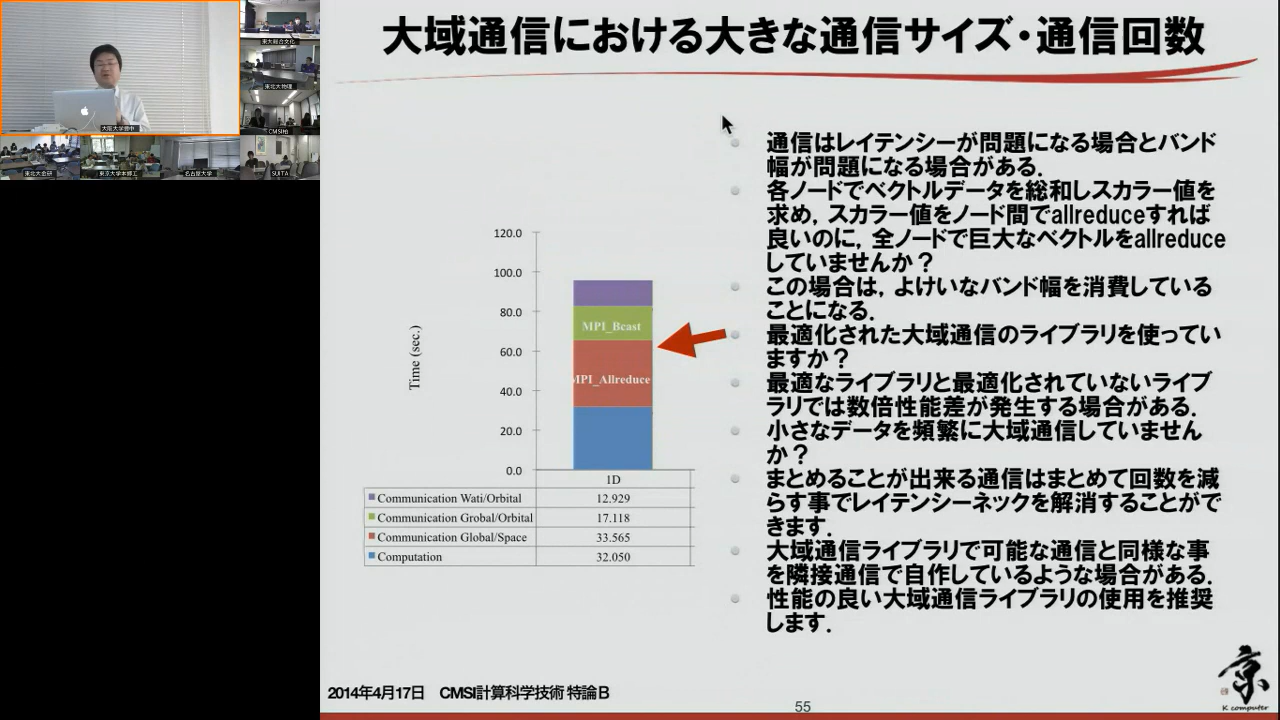 大域通信における大きな通信サイズ・通信回数
大阪大学豊中
東北大物理
CMSI柏
名古屋大学
SUITA
通信はレイテンシーが問題になる場合とバンド
幅が問題になる場合がある.
各ノードでベクトルデータを総和しスカラー値を
求め, スカラー値をノード間でallreduceすれば
良いのに, 全ノードで巨大なベクトルをallreduce
していませんか？
この場合は, よけいなバンド幅を消費している
ことになる.
最適化された大域通信のライブラリを使ってい
ますか？
最適なライブラリと最適化されていないライブ
ラリでは数倍性能差が発生する場合がある.
小さなデータを頻繁に大域通信していません
か？
まとめることが出来る通信はまとめて回数を減
らす事でレイテンシーネックを解消することがで
きます.
大域通信ライブラリで可能な通信と同様な事
を隣接通信で自作しているような場合がある.
性能の良い大域通信ライブラリの使用を推奨
します.
Time (sec.)
120.0
100.0
80.0
60.0
40.0
20.0
0.0
MPI_Bcast
MPI_Allreduce
1D
Communication Wati/Orbital 12.929
Communication Grobal/Orbital 17.118
Communication Global/Space 33.565
Computation 32.050
2014年4月17日 CMSI計算科学技術 特論B
55
京
K computer